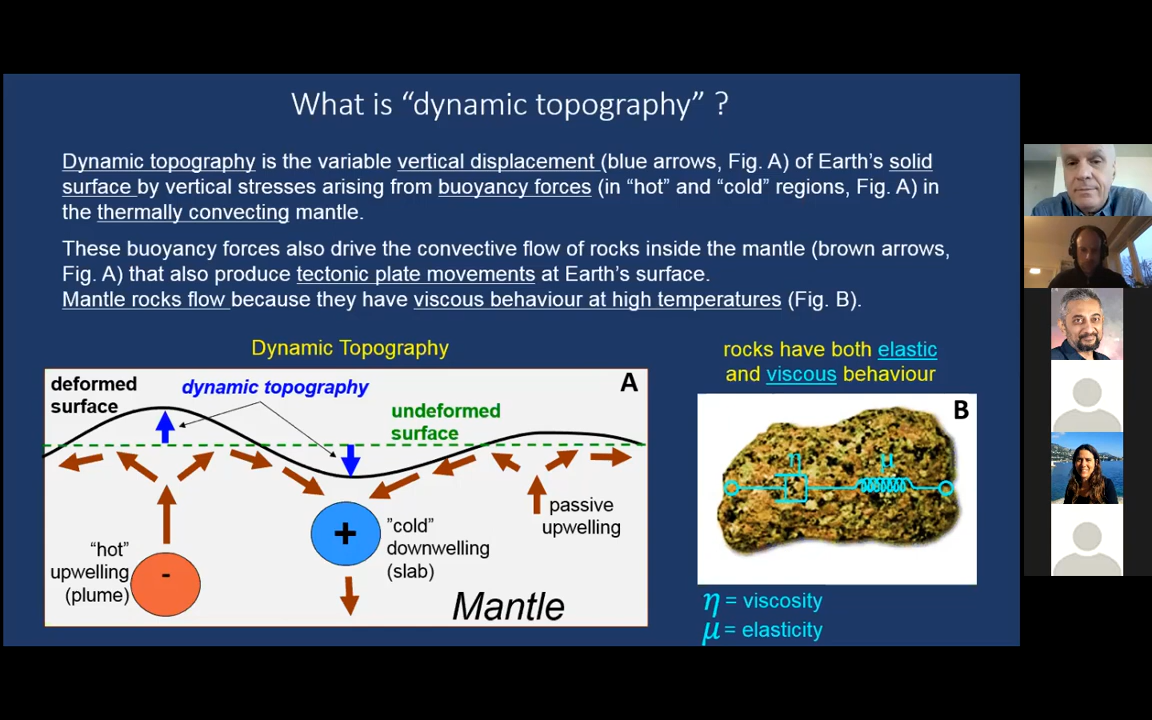 What is “dynamic topography” ?
Dynamic topography is the variable vertical displacement (blue arrows, Fig. A) of Earth’s solid
surface by vertical stresses arising from buoyancy forces (in “hot” and “cold” regions, Fig. A) in
the thermally convecting mantle.
These buoyancy forces also drive the convective flow of rocks inside the mantle (brown arrows,
Fig. A) that also produce tectonic plate movements at Earth’s surface.
Mantle rocks flow because they have viscous behaviour at high temperatures (Fig. B).
Dynamic Topography
deformed
surface
dynamic topography
A
undeformed
surface
passive
upwelling
“hot”
upwelling
(plume)
-
+
”cold”
downwelling
(slab)
Mantle
rocks have both elastic
and viscous behaviour
B
η
μ
η = viscosity
μ = elasticity